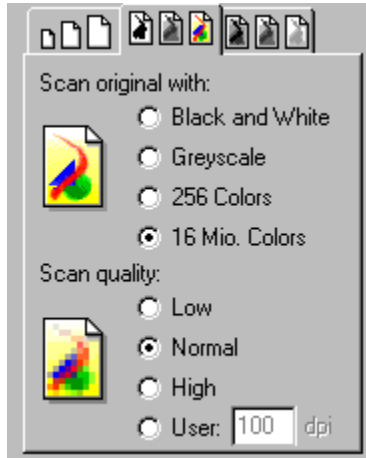 Scan original with:
Black and White
Greyscale
256 Colors
16 Mio. Colors
Scan quality:
Low
Normal
High
User: 100 dpi